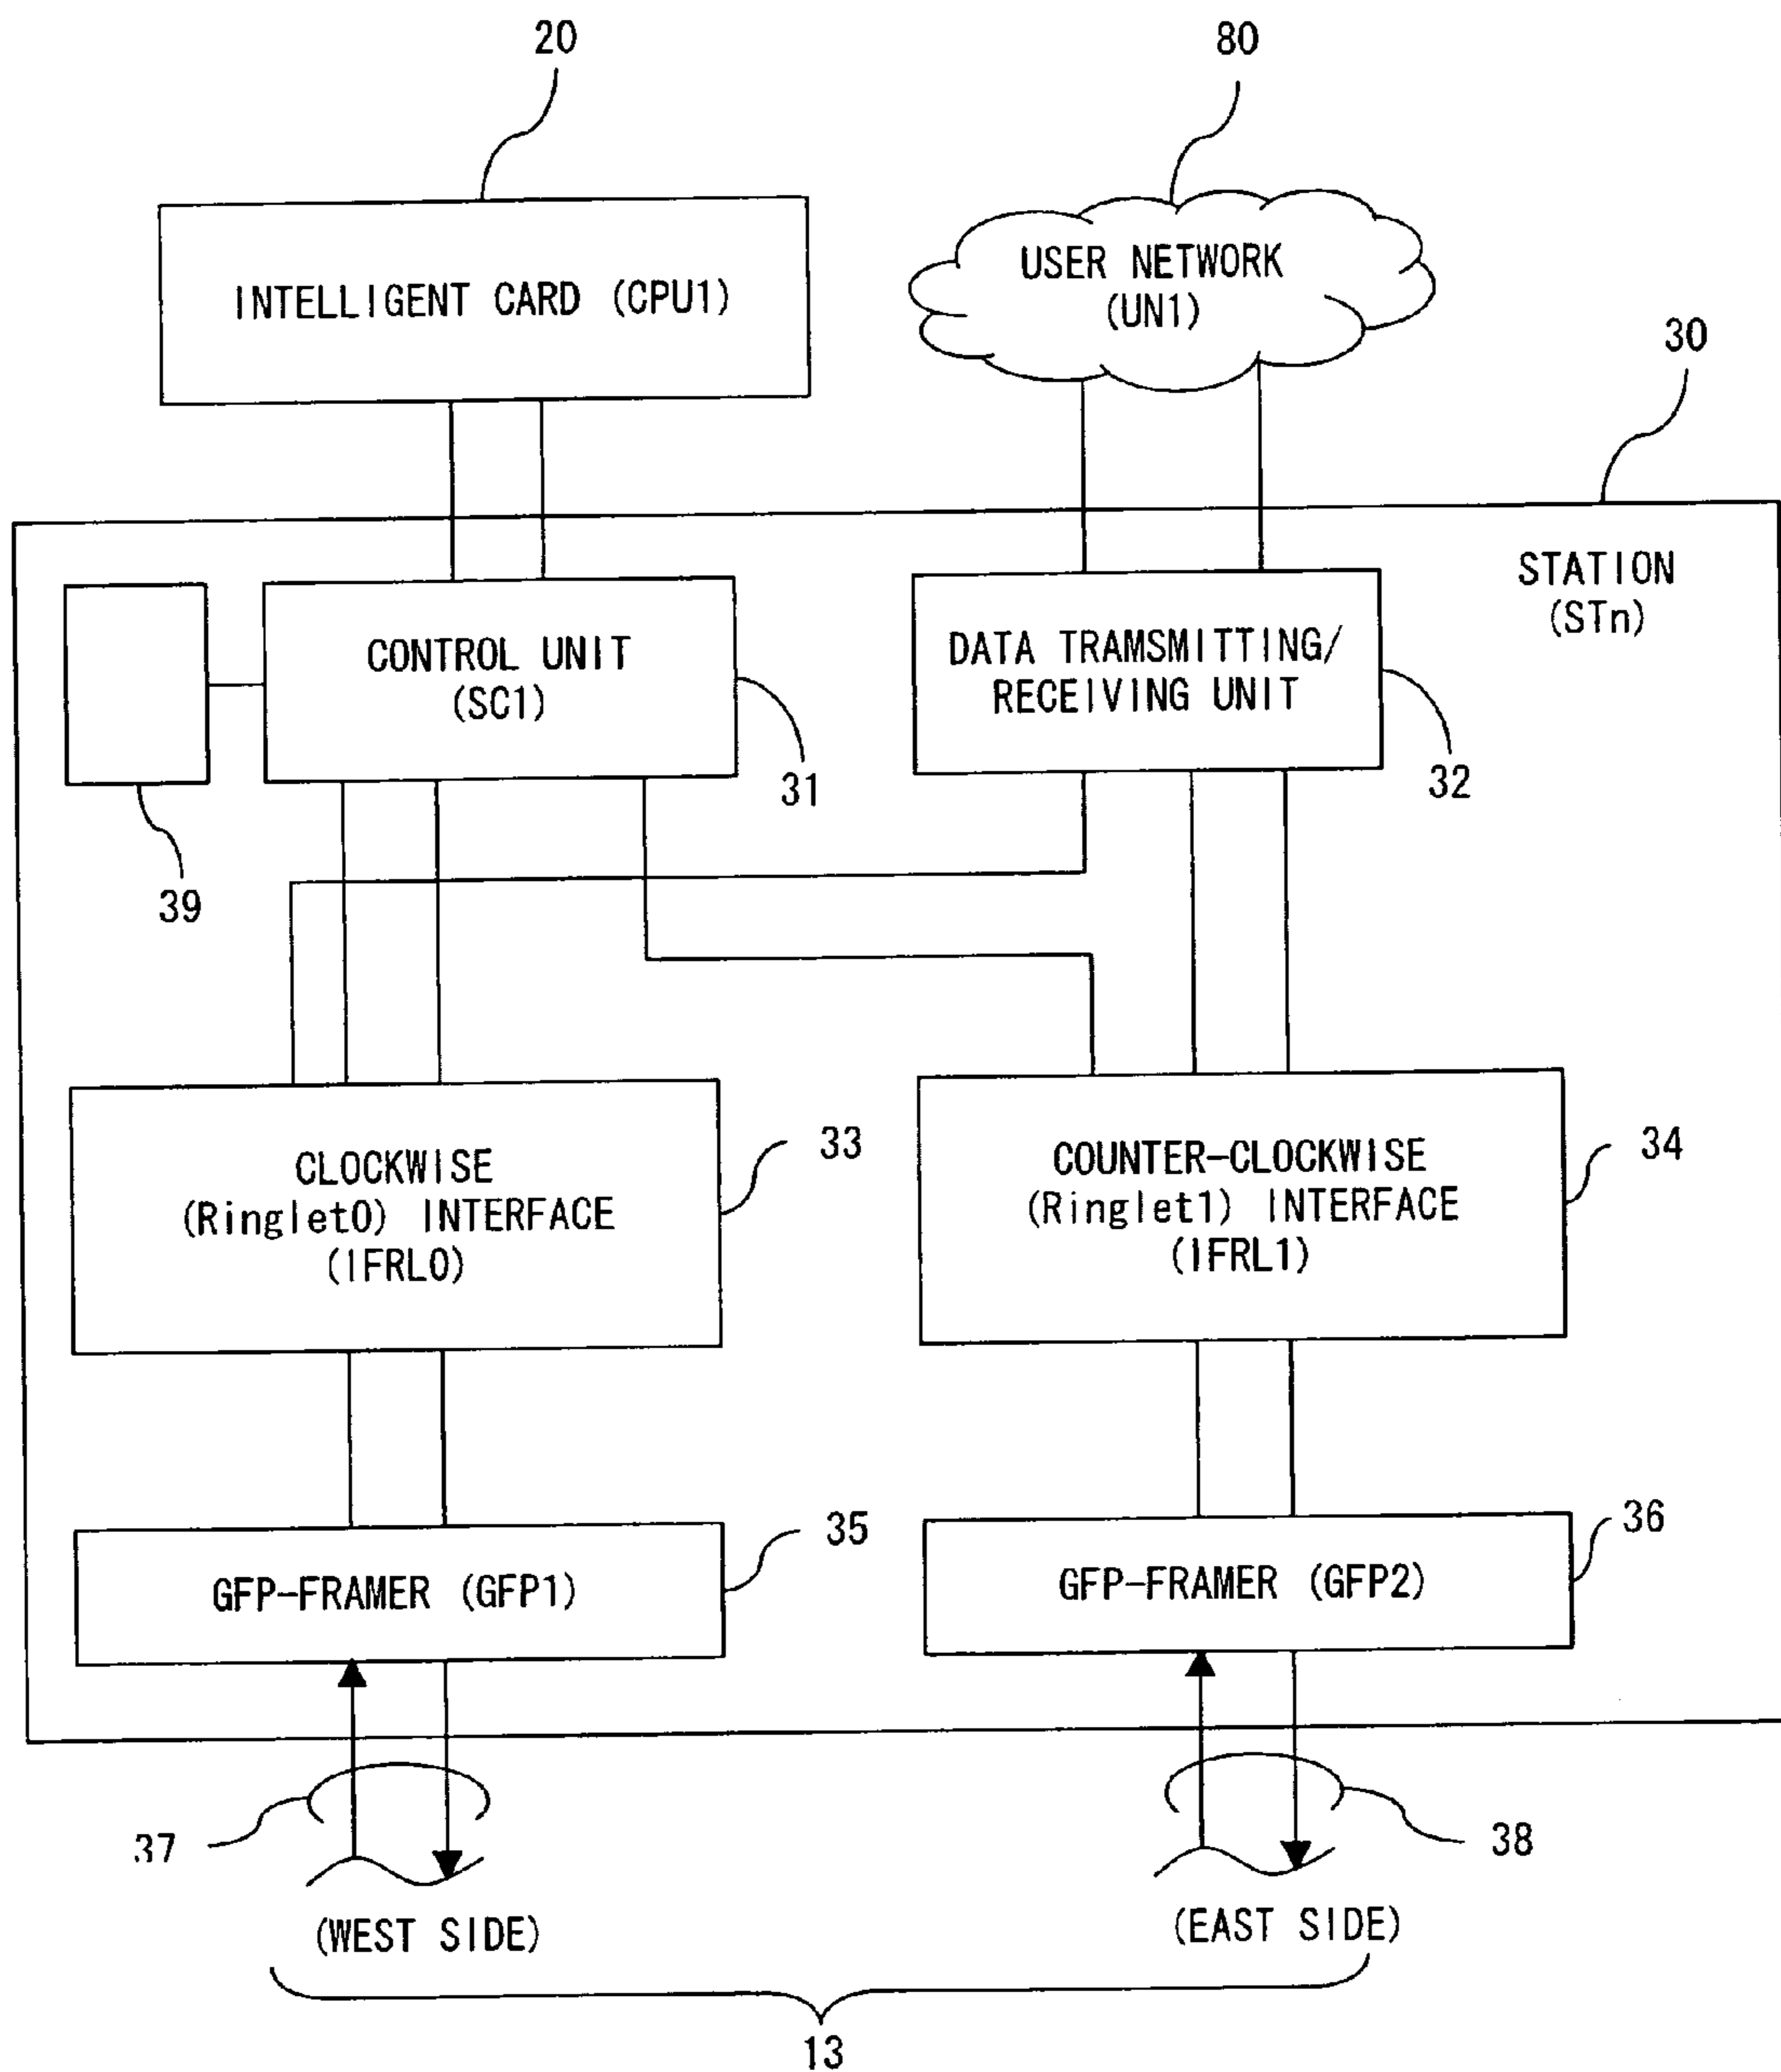 20
80
INTELLIGENT CARD (CPU1)
USER NETWORK
(UN1)
30
STATION
(STn)
CONTROL UNIT
(SC1)
DATA TRAMSMITTING/
RECEIVING UNIT
31
32
39
CLOCKWISE
(Ringlet0) INTERFACE
(IFRL0)
33
COUNTER-CLOCKWISE
(Ringlet1) INTERFACE
(IFRL1)
34
GFP-FRAMER (GFP1)
35
GFP-FRAMER (GFP2)
36
37
38
(WEST SIDE)
(EAST SIDE)
13